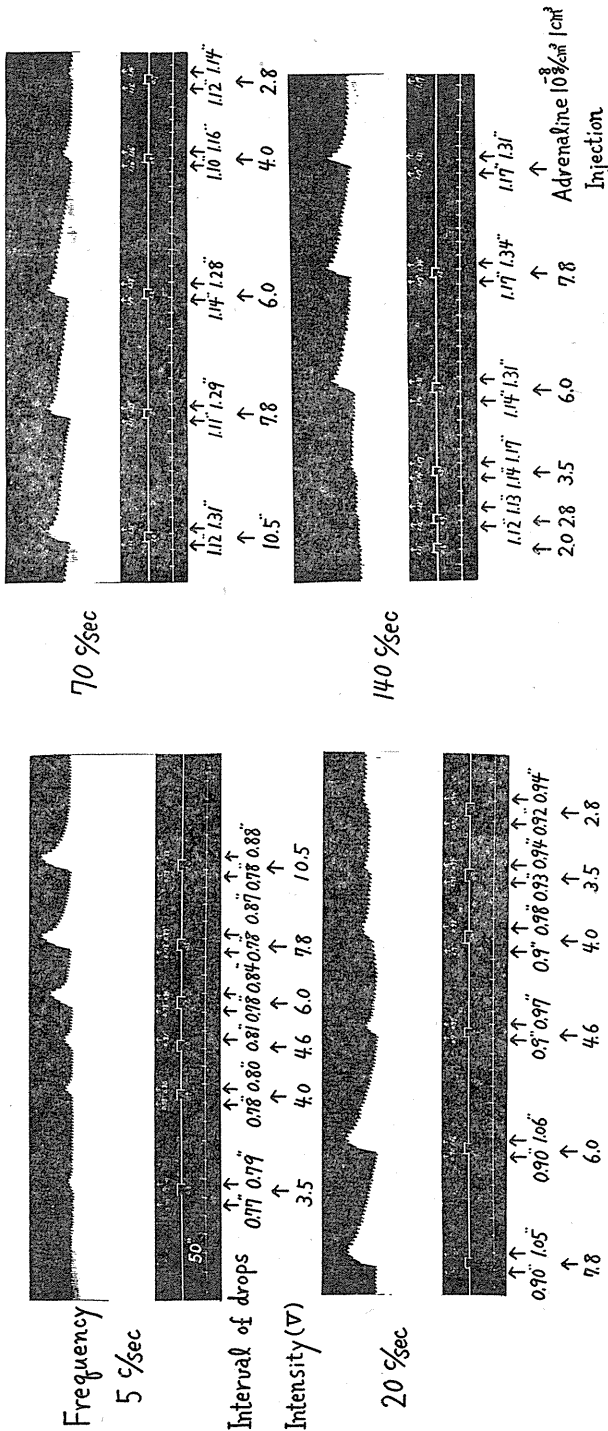 Frequency
5 c/sec
50"
Interval of drops 0.77" 0.79" 0.78" 0.80" 0.81" 0.78" 0.84" 0.78" 0.87" 0.78" 0.88"
Intensity (V) 3.5 4.0 4.6 6.0 7.8 10.5
70 c/sec
1.12 1.31" 1.11" 1.29" 1.14" 1.28" 1.10" 1.16" 1.12" 1.14"
10.5" 7.8 6.0 4.0 2.8
20 c/sec
0.90" 1.05" 0.90" 1.06" 0.9" 0.97" 0.9" 0.98" 0.93" 0.94" 0.92" 0.94"
7.8 6.0 4.6 4.0 3.5 2.8
140 c/sec
1.12" 1.13 1.14 1.17" 1.14" 1.31" 1.17" 1.34" 1.17" 1.31"
2.0 2.8 3.5 6.0 7.8 Adrenaline 10⁻⁸g/cm³ 1cm³
Injection